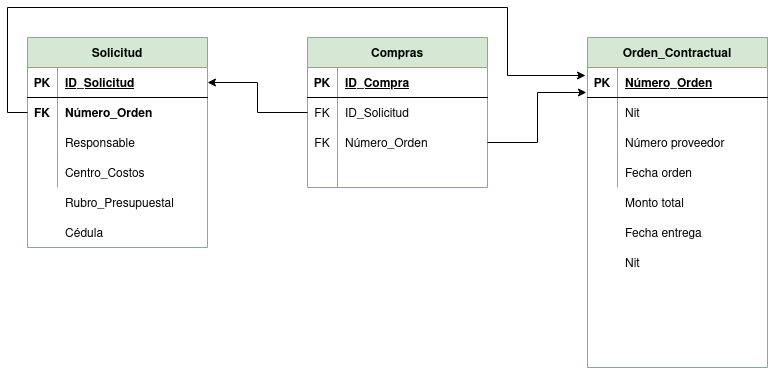 Solicitud
PK ID_Solicitud
FK Número_Orden
Responsable
Centro_Costos
Rubro_Presupuestal
Cédula
Compras
PK ID_Compra
FK ID_Solicitud
FK Número_Orden
Orden_Contractual
PK Número_Orden
Nit
Número proveedor
Fecha orden
Monto total
Fecha entrega
Nit